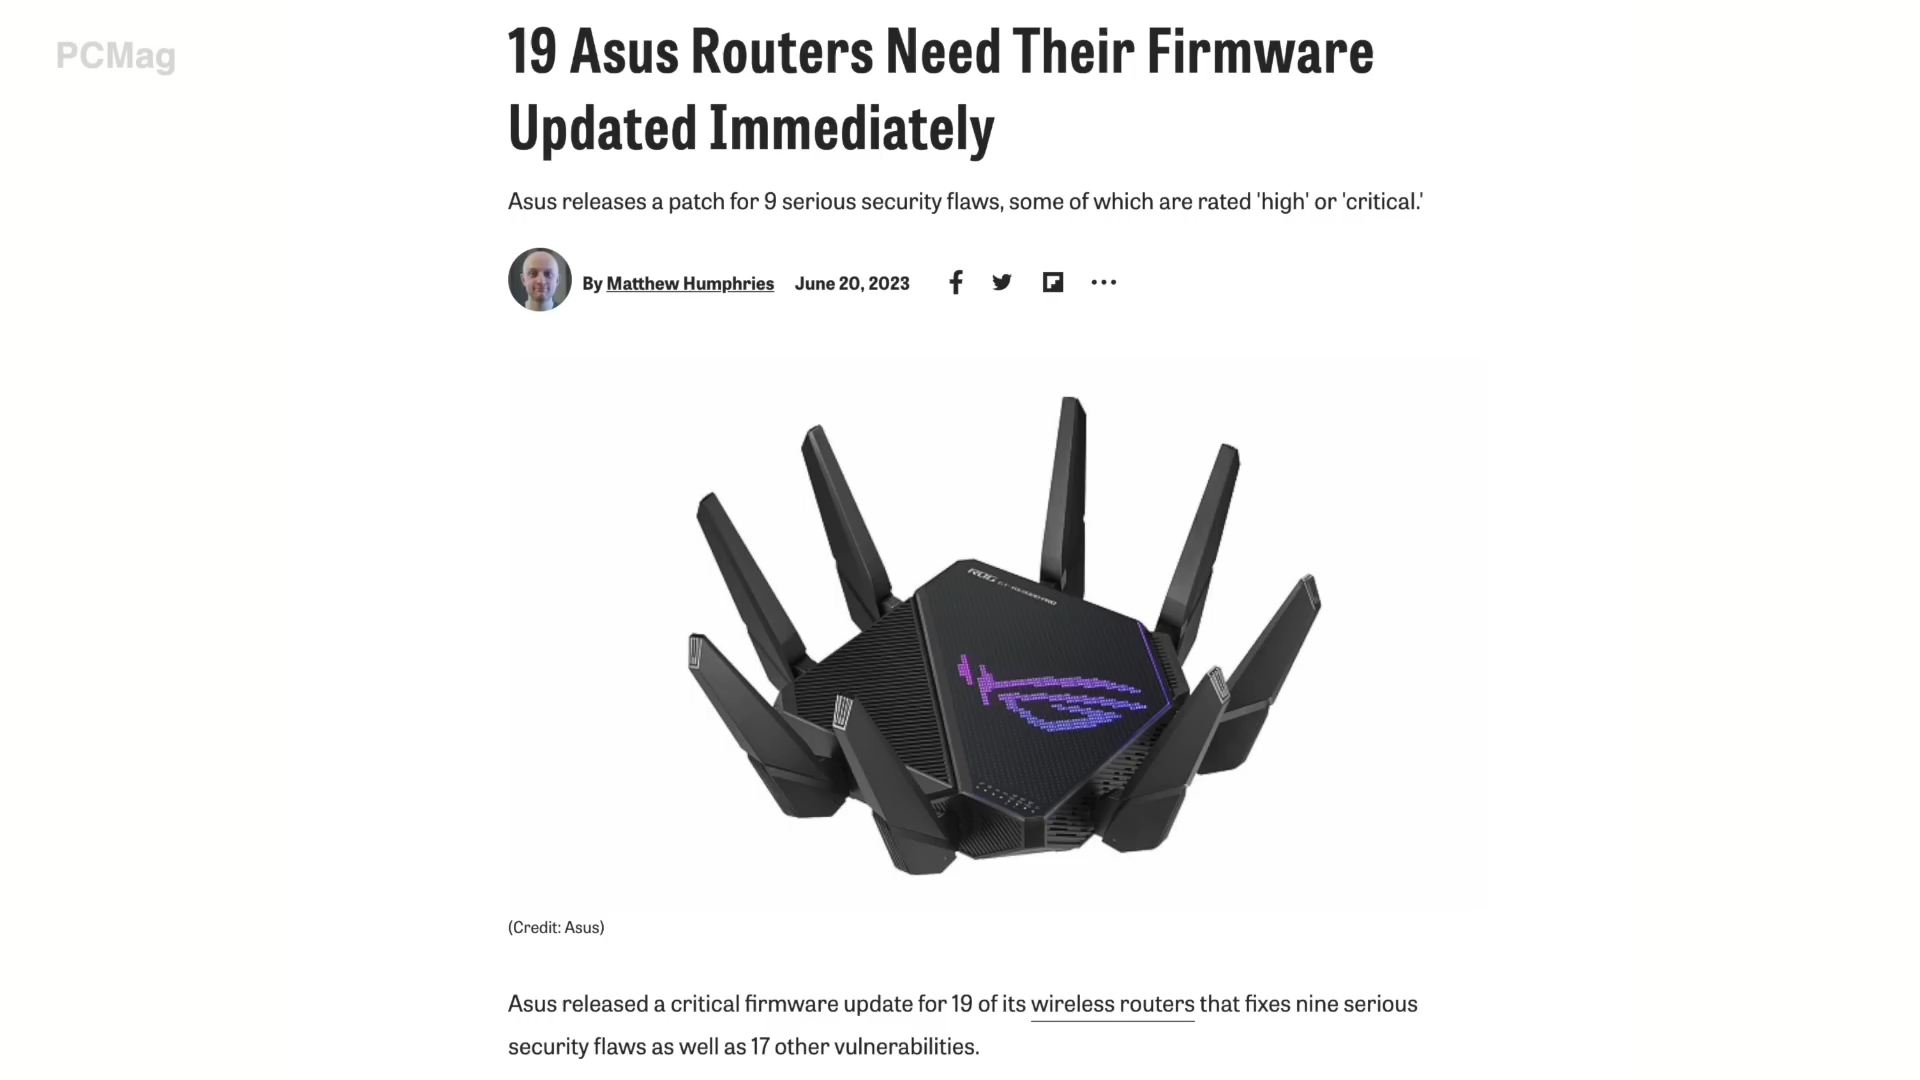 PCMag
19 Asus Routers Need Their Firmware
Updated Immediately
Asus releases a patch for 9 serious security flaws, some of which are rated 'high' or 'critical.'
By Matthew Humphries June 20, 2023
ROG
(Credit: Asus)
Asus released a critical firmware update for 19 of its wireless routers that fixes nine serious
security flaws as well as 17 other vulnerabilities.